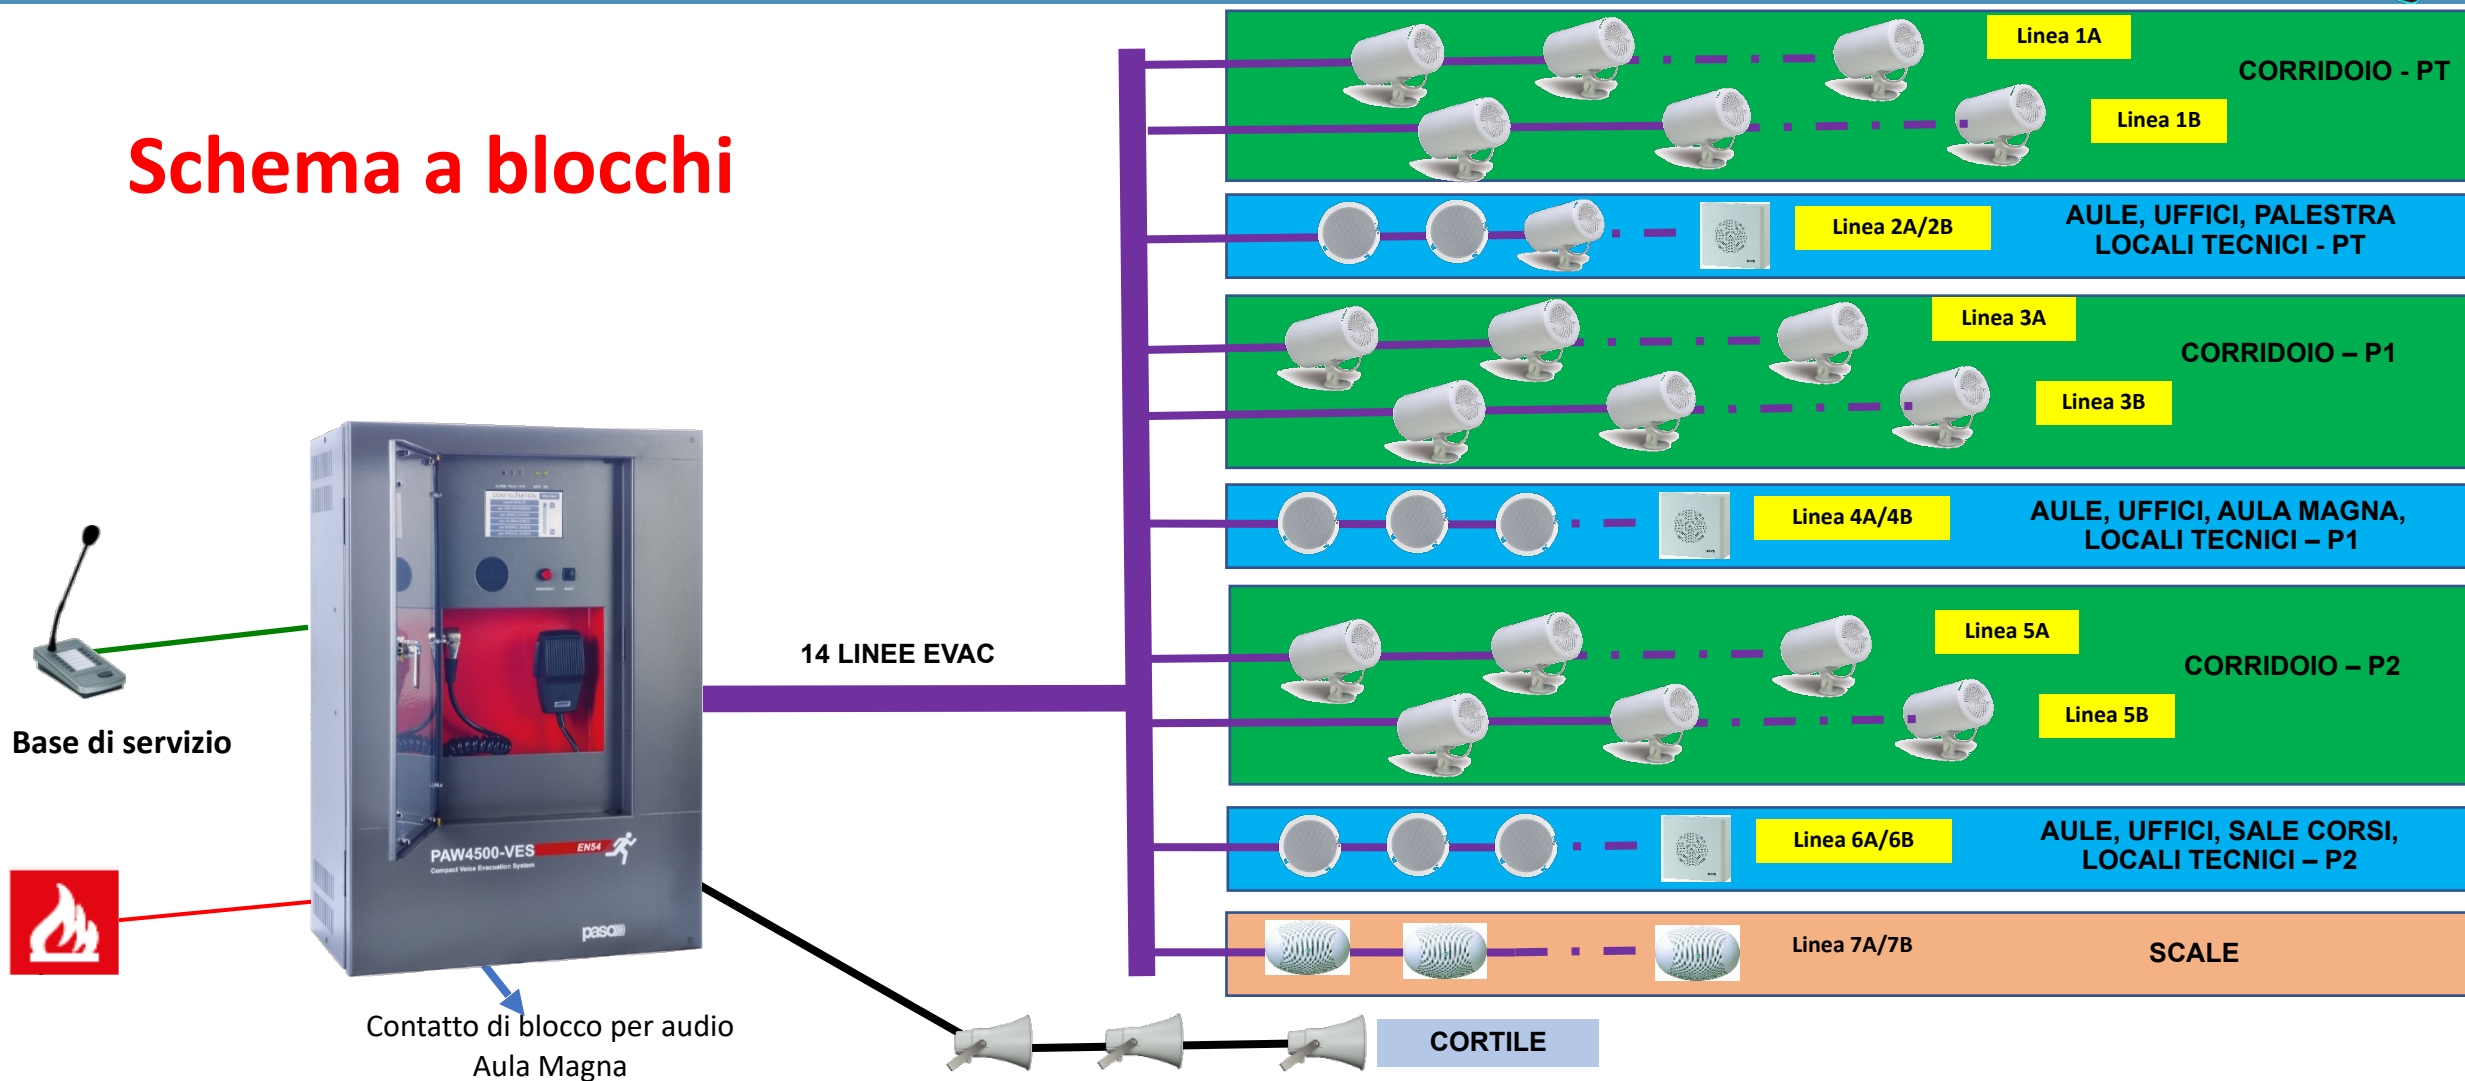 Schema a blocchi
Linea 1A
CORRIDOIO - PT
Linea 1B
Linea 2A/2B
AULE, UFFICI, PALESTRA
LOCALI TECNICI - PT
Linea 3A
CORRIDOIO – P1
Linea 3B
Linea 4A/4B
AULE, UFFICI, AULA MAGNA,
LOCALI TECNICI – P1
Linea 5A
CORRIDOIO – P2
Linea 5B
14 LINEE EVAC
Base di servizio
CONFIGURATION
PAW4500-VES
EN54
Compact Voice Evacuation System
paso
Linea 6A/6B
AULE, UFFICI, SALE CORSI,
LOCALI TECNICI – P2
Linea 7A/7B
SCALE
Contatto di blocco per audio
Aula Magna
CORTILE